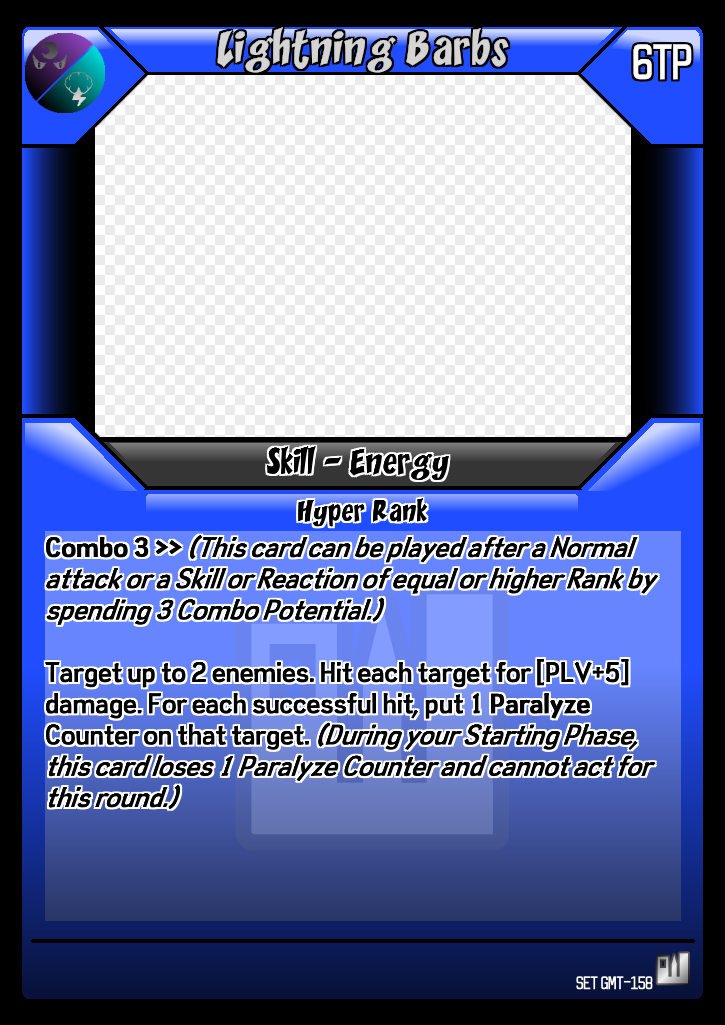 Lightning Barbs
6TP
Skill - Energy
Hyper Rank
Combo 3 >> (This card can be played after a Normal
attack or a Skill or Reaction of equal or higher Rank by
spending 3 Combo Potential.)
Target up to 2 enemies. Hit each target for [PLV+5]
damage. For each successful hit, put 1 Paralyze
Counter on that target. (During your Starting Phase,
this card loses 1 Paralyze Counter and cannot act for
this round.)
SET GMT-158